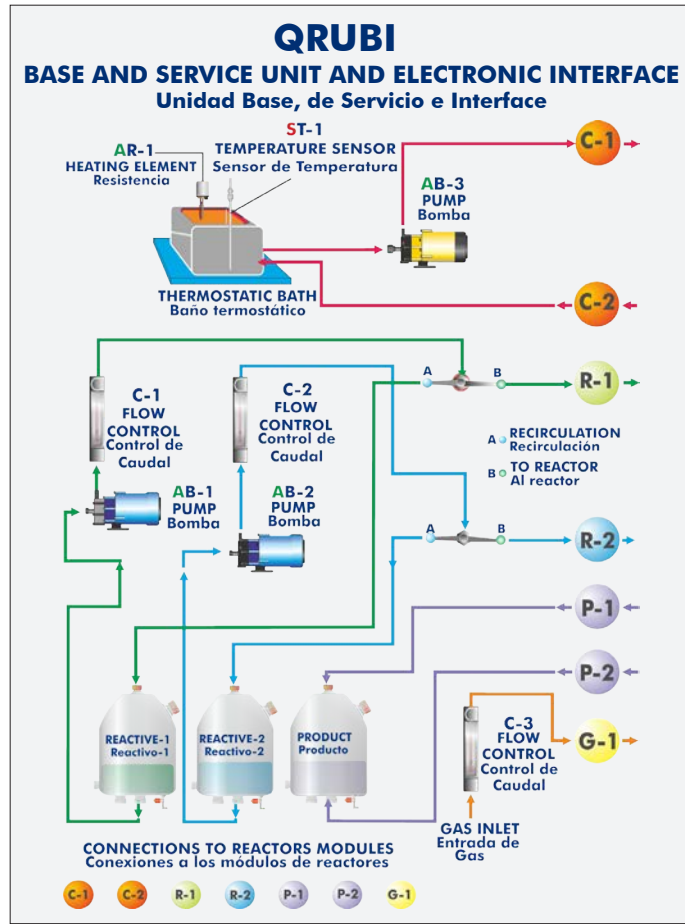 QRUBI
BASE AND SERVICE UNIT AND ELECTRONIC INTERFACE
Unidad Base, de Servicio e Interface
AR-1
HEATING ELEMENT
Resistencia
ST-1
TEMPERATURE SENSOR
Sensor de Temperatura
AB-3
PUMP
Bomba
C-1
THERMOSTATIC BATH
Baño termostático
C-2
C-1
FLOW
CONTROL
Control de
Caudal
C-2
FLOW
CONTROL
Control de
Caudal
A
B
R-1
A RECIRCULATION
Recirculación
B TO REACTOR
Al reactor
AB-1
PUMP
Bomba
AB-2
PUMP
Bomba
A
B
R-2
P-1
P-2
REACTIVE-1
Reactivo-1
REACTIVE-2
Reactivo-2
PRODUCT
Producto
C-3
FLOW
CONTROL
Control de
Caudal
G-1
GAS INLET
Entrada de
Gas
CONNECTIONS TO REACTORS MODULES
Conexiones a los módulos de reactores
C-1 C-2 R-1 R-2 P-1 P-2 G-1